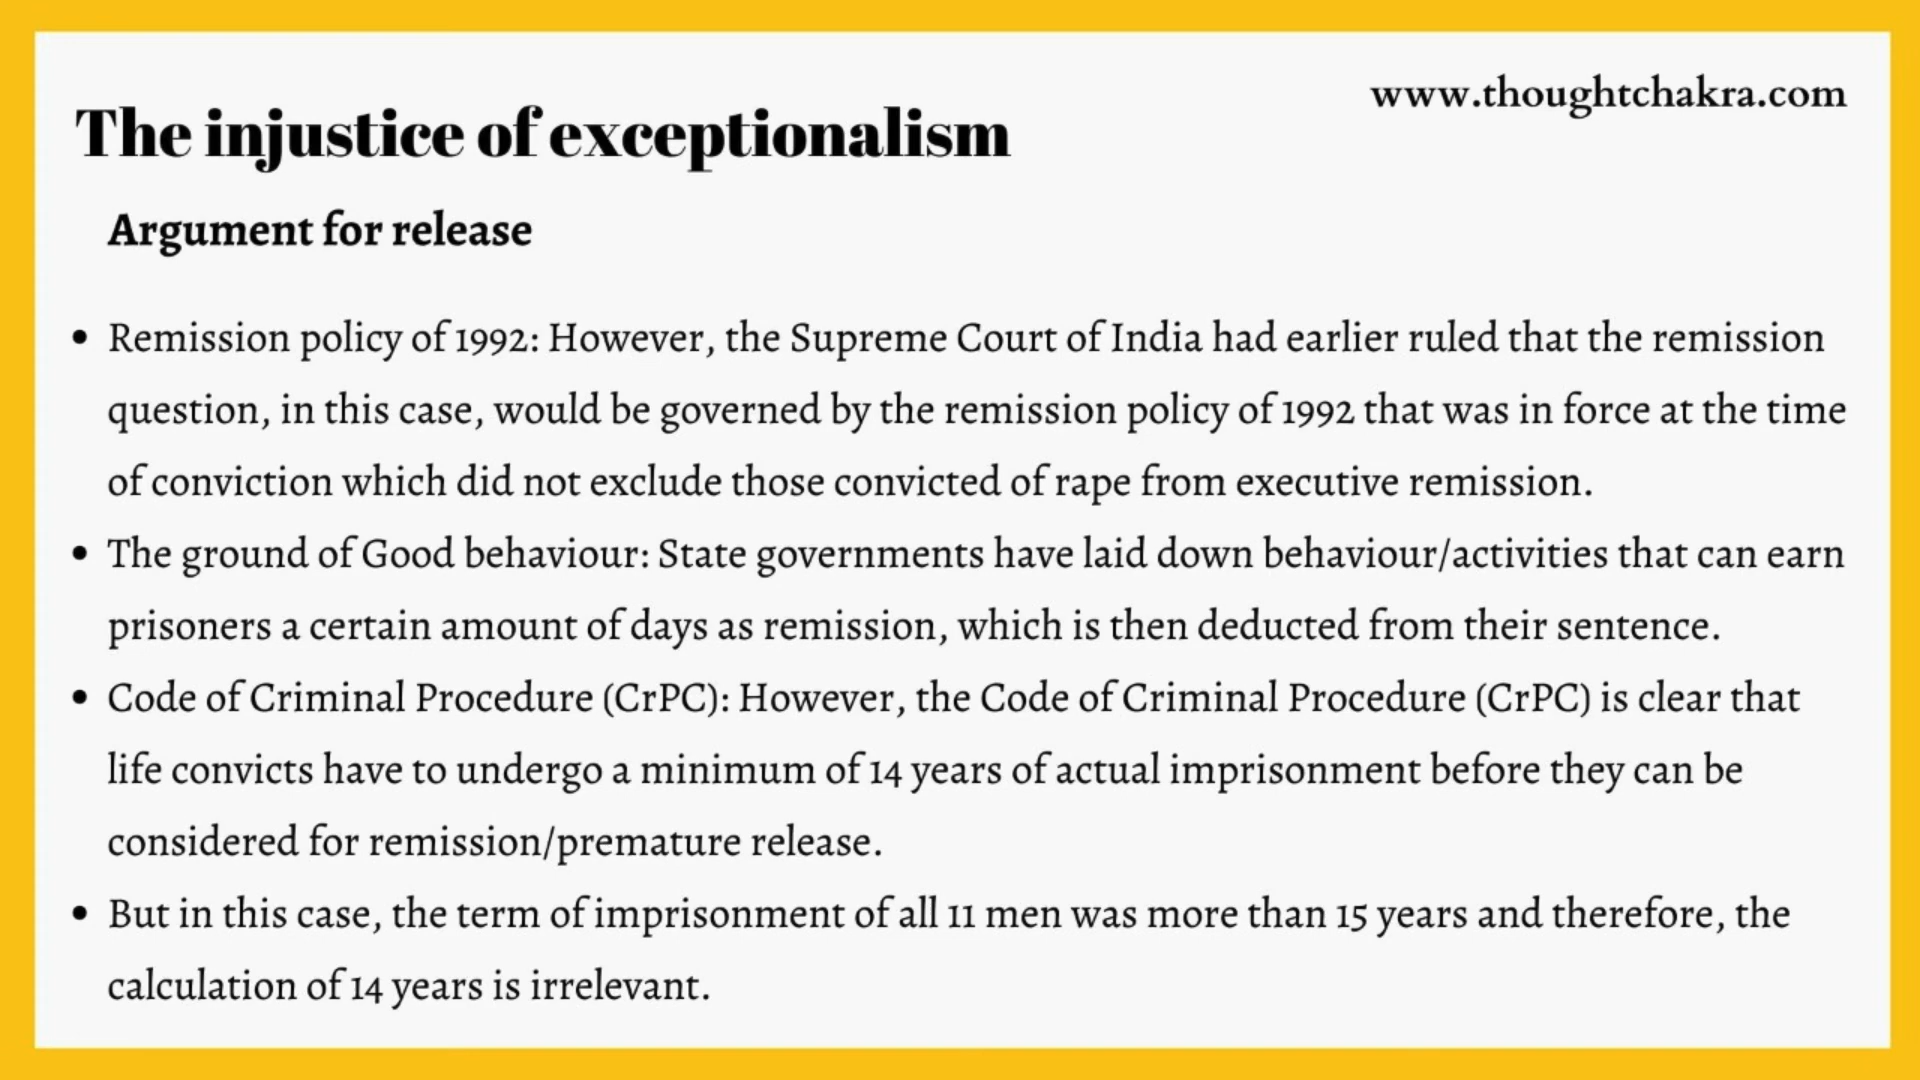 www.thoughtchakra.com
The injustice of exceptionalism
Argument for release
• Remission policy of 1992: However, the Supreme Court of India had earlier ruled that the remission
question, in this case, would be governed by the remission policy of 1992 that was in force at the time
of conviction which did not exclude those convicted of rape from executive remission.
• The ground of Good behaviour: State governments have laid down behaviour/activities that can earn
prisoners a certain amount of days as remission, which is then deducted from their sentence.
• Code of Criminal Procedure (CrPC): However, the Code of Criminal Procedure (CrPC) is clear that
life convicts have to undergo a minimum of 14 years of actual imprisonment before they can be
considered for remission/premature release.
• But in this case, the term of imprisonment of all 11 men was more than 15 years and therefore, the
calculation of 14 years is irrelevant.